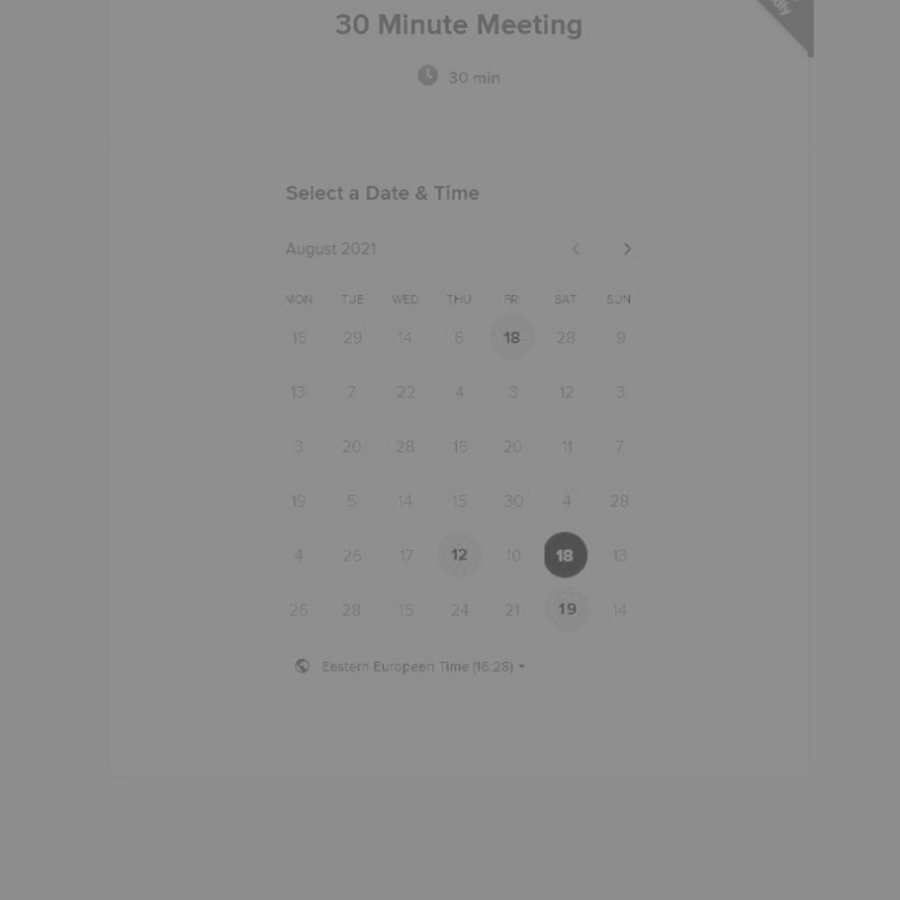 30 Minute Meeting
30 min
Select a Date & Time
August 2021
MON TUE WED THU FRI SAT SUN
15 29 14 6 18 28 9
13 7 22 4 3 12 3
3 20 28 16 20 11 7
19 5 14 15 30 4 28
4 26 17 12 10 18 13
26 28 15 24 21 19 14
Eastern European Time (16:28)